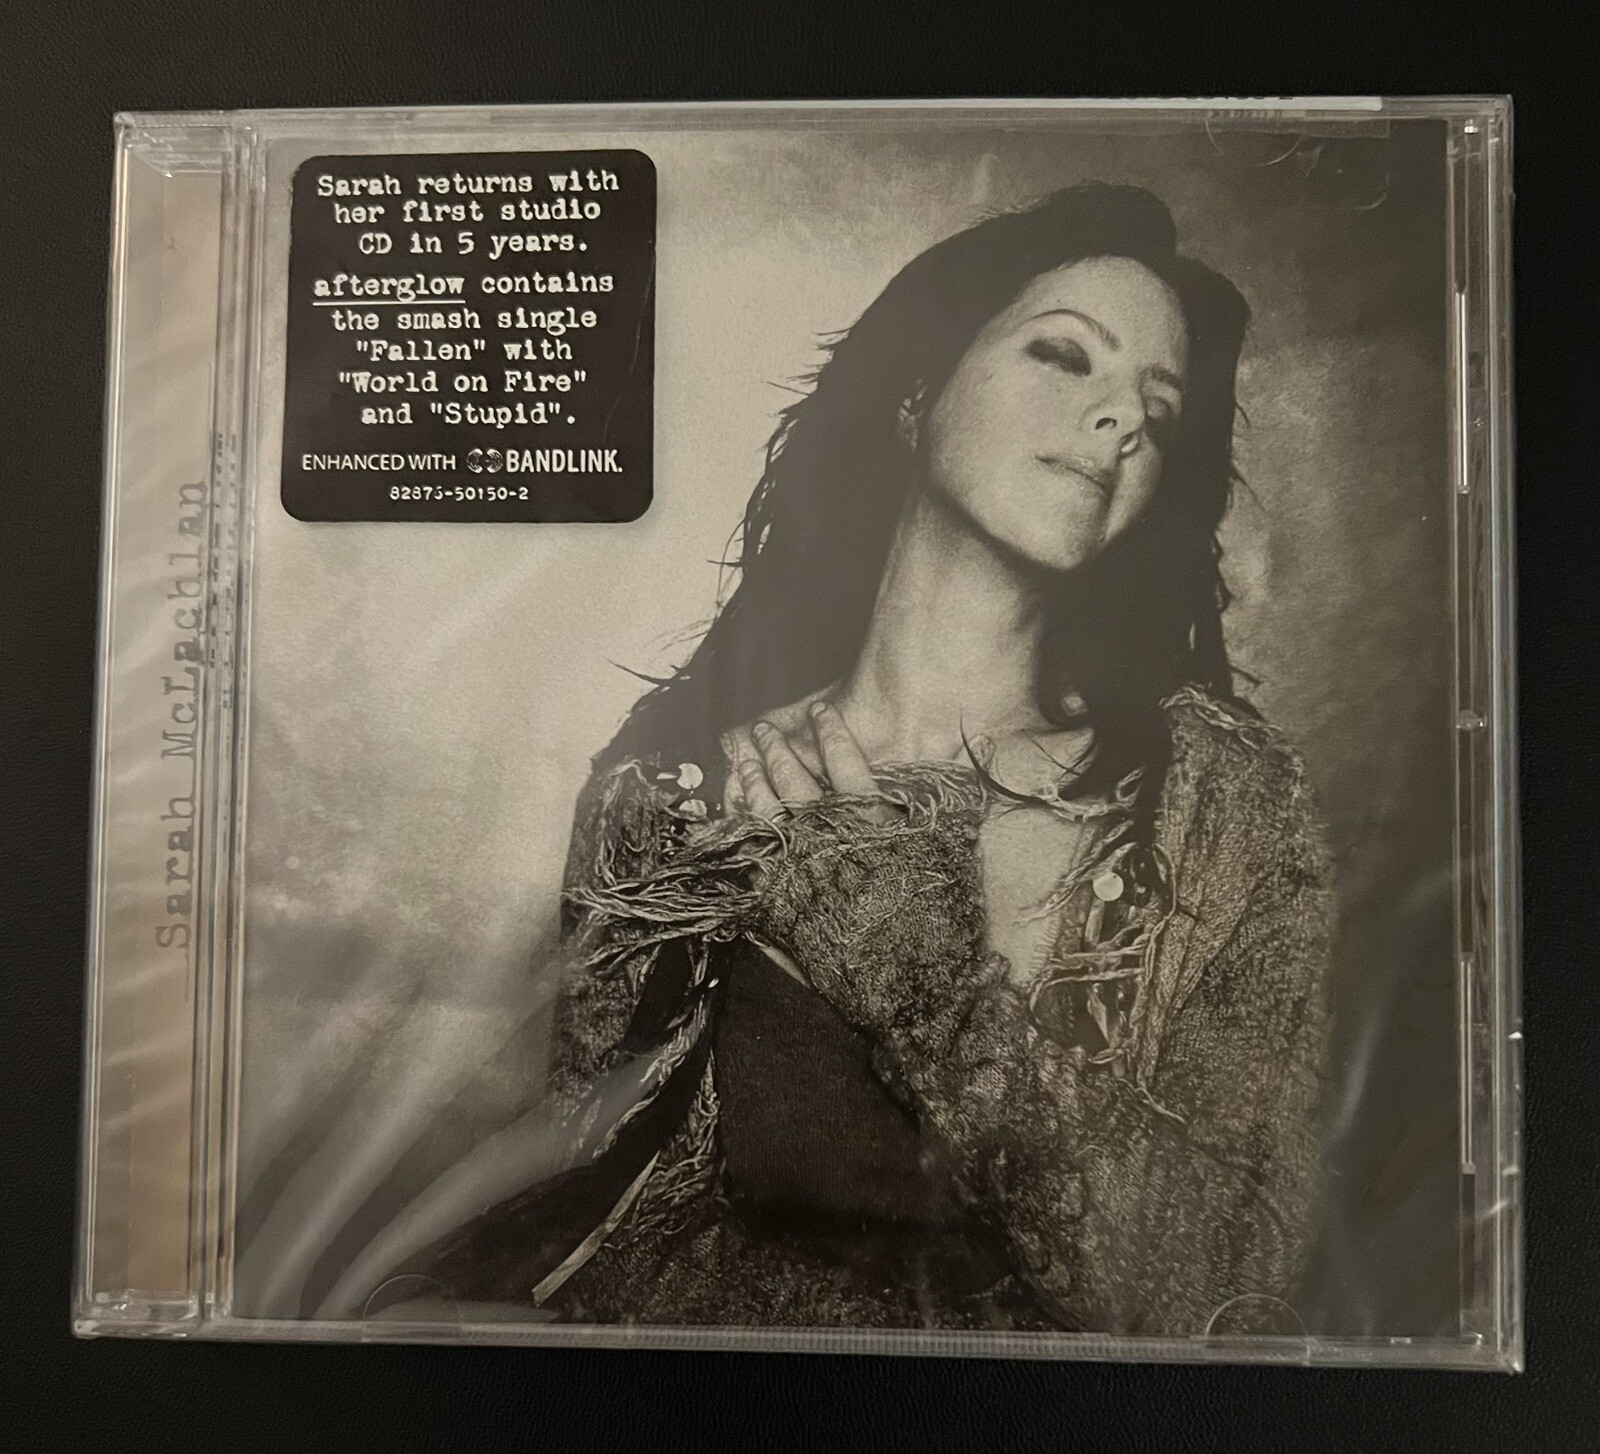 Sarah returns with
her first studio
CD in 5 years.
afterglow contains
the smash single
"Fallen" with
"World on Fire"
and "Stupid".
ENHANCED WITH BANDLINK.
82876-50150-2
Sarah McLachlan